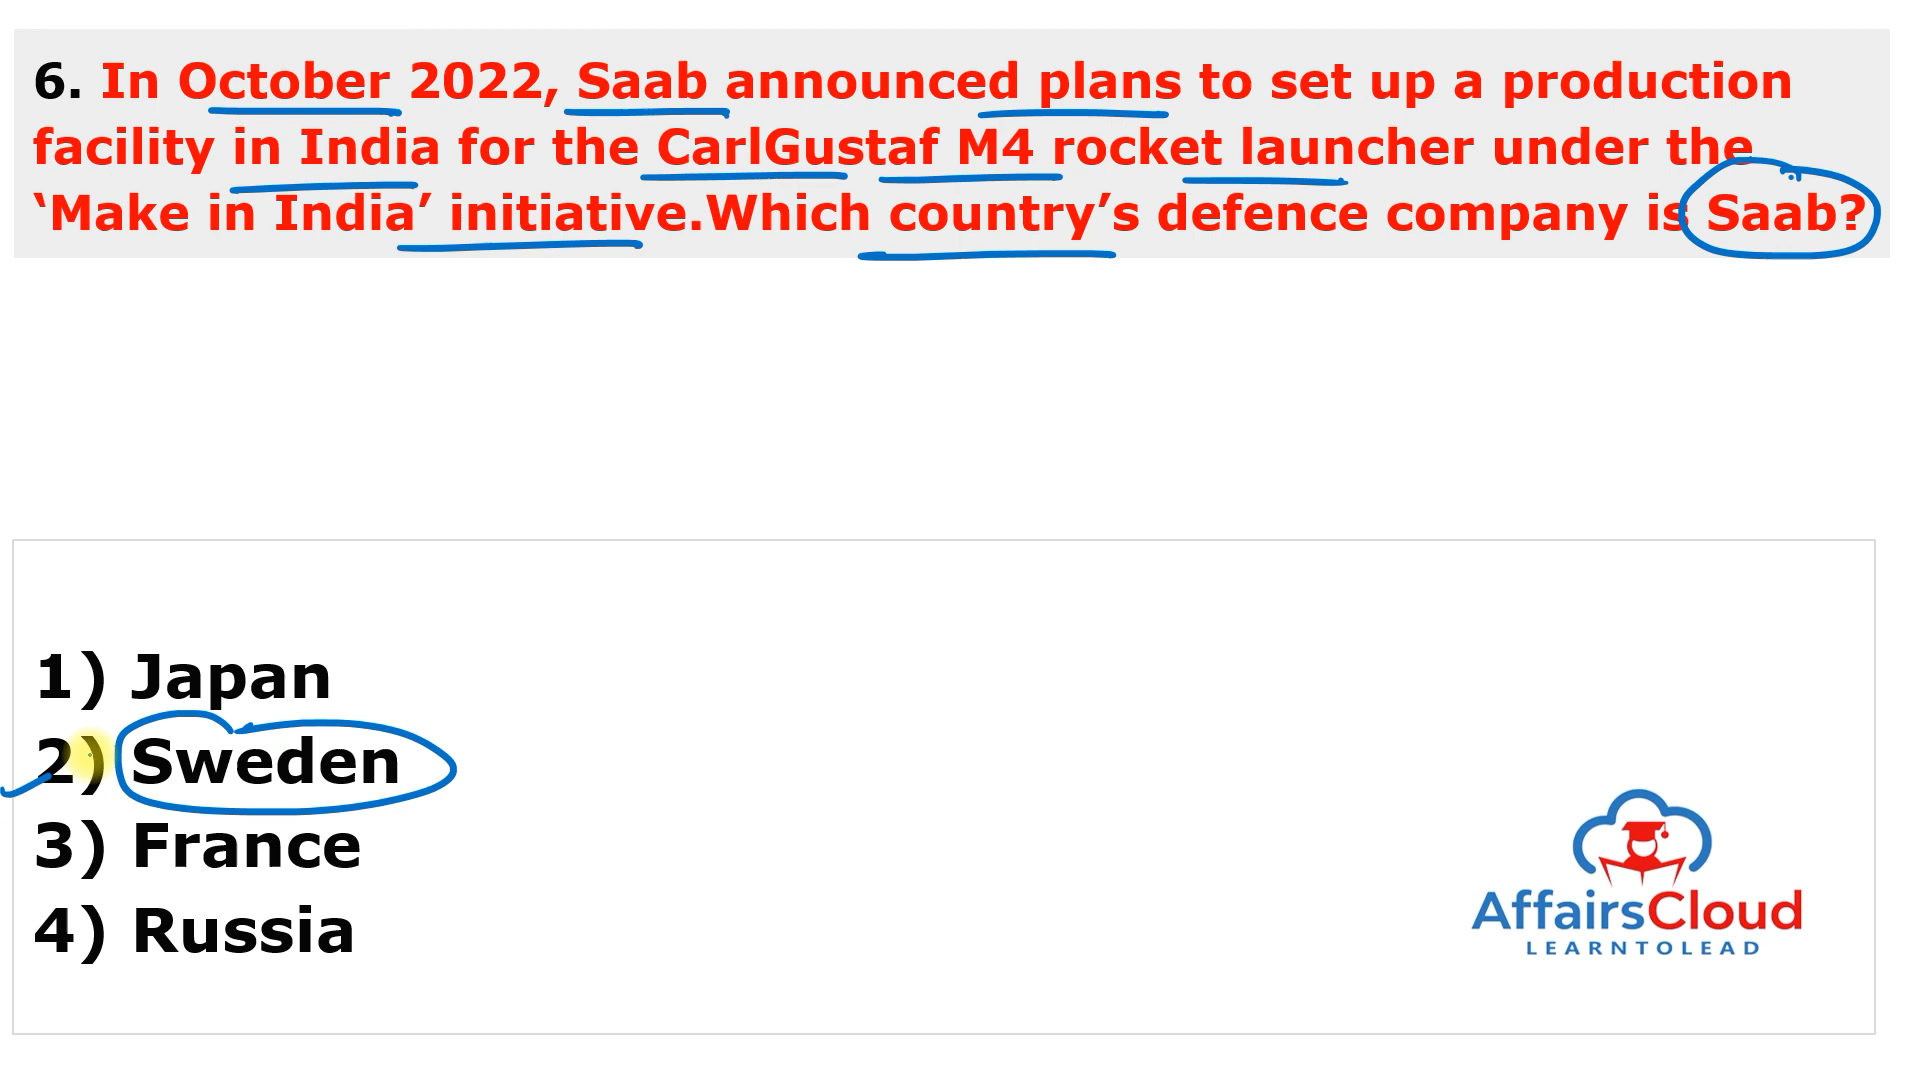 6. In October 2022, Saab announced plans to set up a production
facility in India for the CarlGustaf M4 rocket launcher under the
‘Make in India’ initiative.Which country’s defence company is Saab?
1) Japan
2) Sweden
3) France
4) Russia
AffairsCloud
LEARNTOLEAD